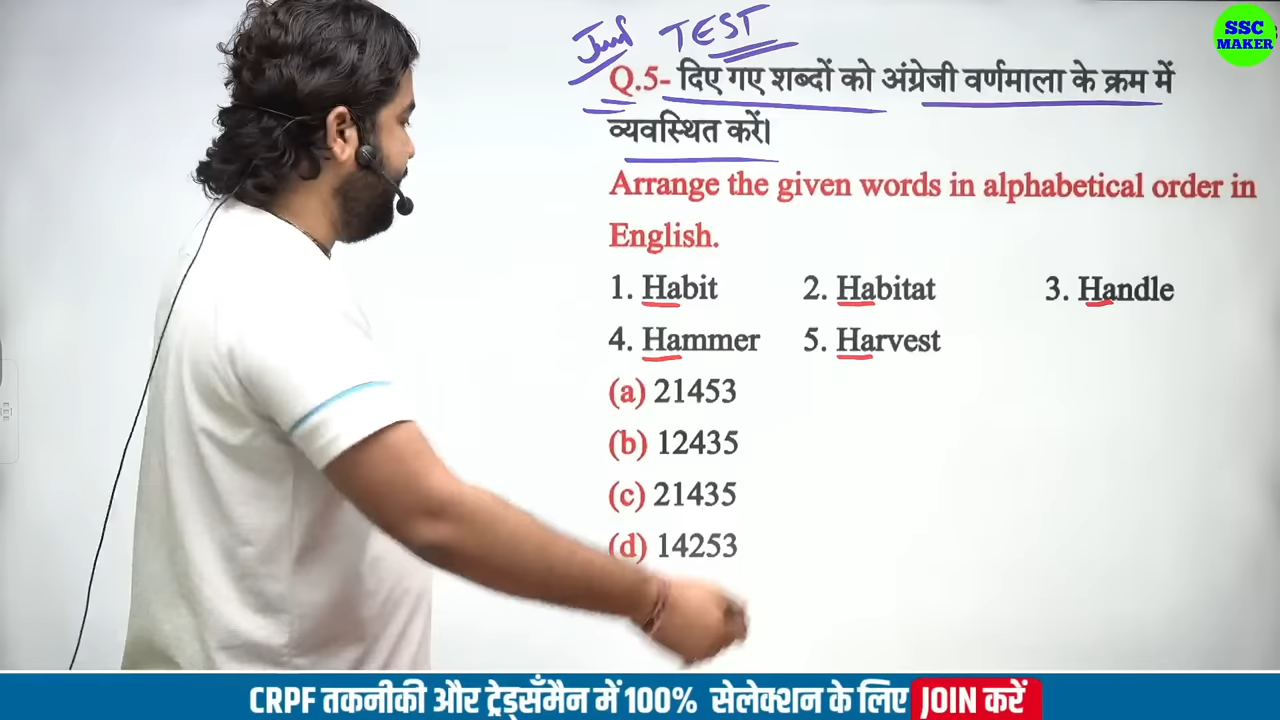 SSC
MAKER
TEST
Q.5- दिए गए शब्दों को अंग्रेजी वर्णमाला के क्रम में
व्यवस्थित करें।
Arrange the given words in alphabetical order in
English.
1. Habit 2. Habitat 3. Handle
4. Hammer 5. Harvest
(a) 21453
(b) 12435
(c) 21435
(d) 14253
CRPF तकनीकी और ट्रेड्समैन में 100% सेलेक्शन के लिए JOIN करें